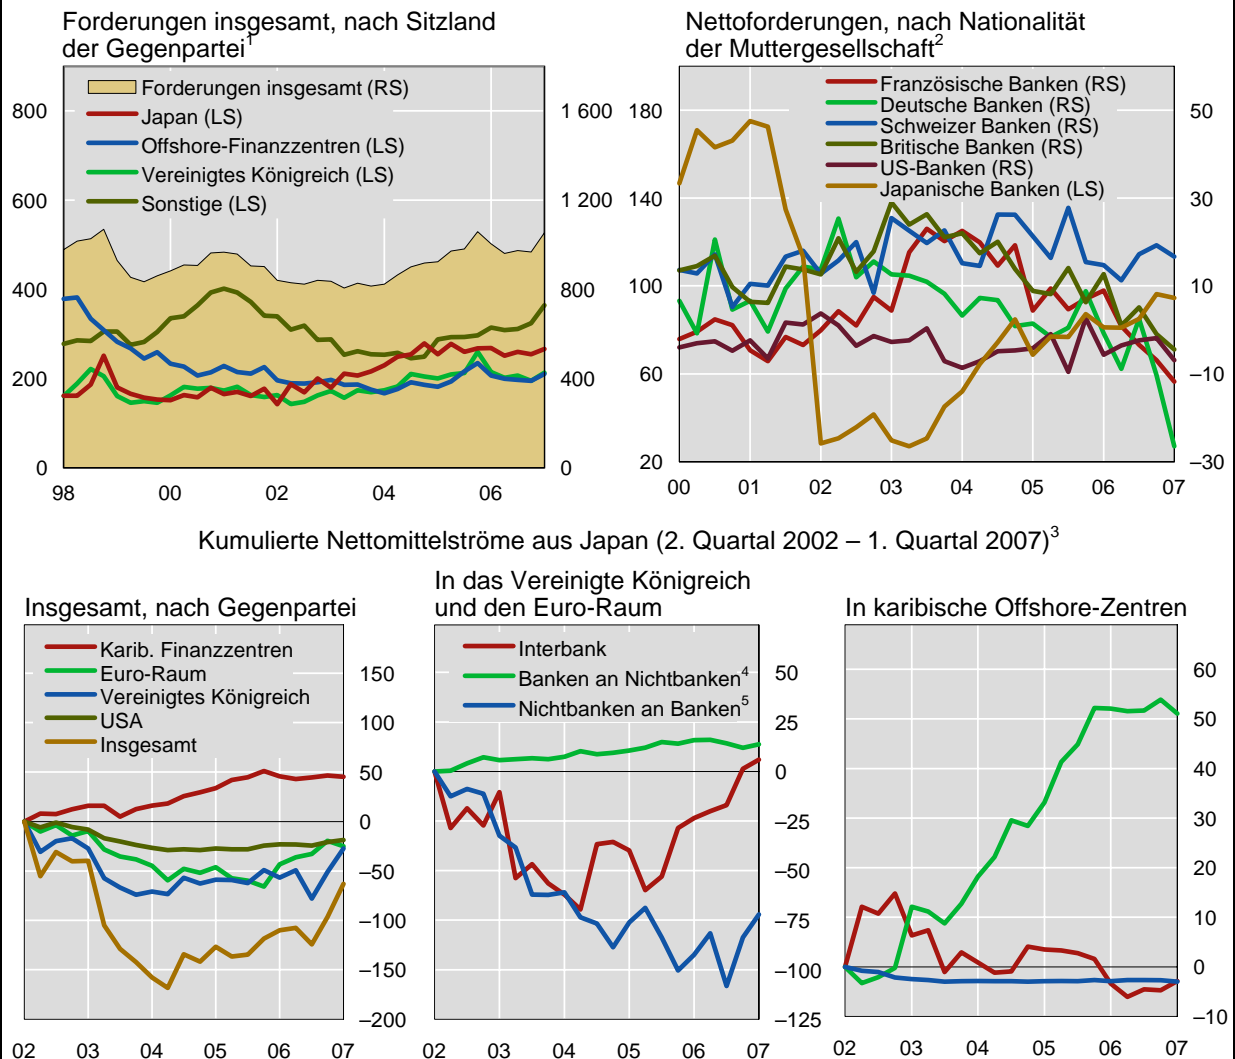 Forderungen insgesamt, nach Sitzland
der Gegenpartei1
Forderungen insgesamt (RS)
Japan (LS)
Offshore-Finanzzentren (LS)
Vereinigtes Königreich (LS)
Sonstige (LS)
800
600
400
200
0
1 600
1 200
800
400
0
98
00
02
04
06
Nettoforderungen, nach Nationalität
der Muttergesellschaft2
Französische Banken (RS)
Deutsche Banken (RS)
Schweizer Banken (RS)
Britische Banken (RS)
US-Banken (RS)
Japanische Banken (LS)
180
140
100
60
20
50
30
10
–10
–30
00
01
02
03
04
05
06
07
Kumulierte Nettomittelströme aus Japan (2. Quartal 2002 – 1. Quartal 2007)3
Insgesamt, nach Gegenpartei
Karib. Finanzzentren
Euro-Raum
Vereinigtes Königreich
USA
Insgesamt
150
100
50
0
–50
–100
–150
–200
02
03
04
05
06
07
In das Vereinigte Königreich
und den Euro-Raum
Interbank
Banken an Nichtbanken4
Nichtbanken an Banken5
50
25
0
–25
–50
–75
–100
–125
02
03
04
05
06
07
In karibische Offshore-Zentren
60
50
40
30
20
10
0
–10
02
03
04
05
06
07